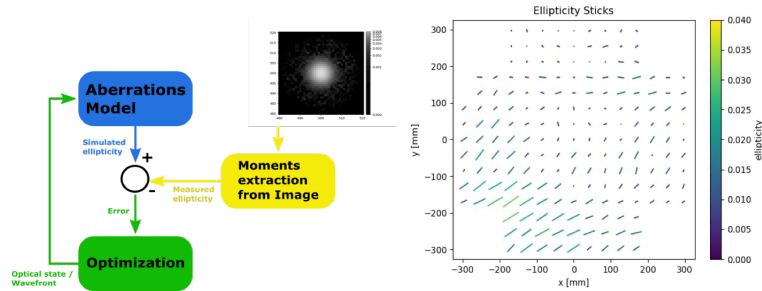 Aberrations
Model
Simulated
ellipticity
+
-
Measured
ellipticity
Moments
extraction
from Image
Error
Optimization
Optical state /
Wavefront
Ellipticity Sticks
300
200
100
0
−100
−200
−300
y [mm]
−300 −200 −100 0 100 200 300
x [mm]
0.040
0.035
0.030
0.025
0.020
0.015
0.010
0.005
0.000
ellipticity